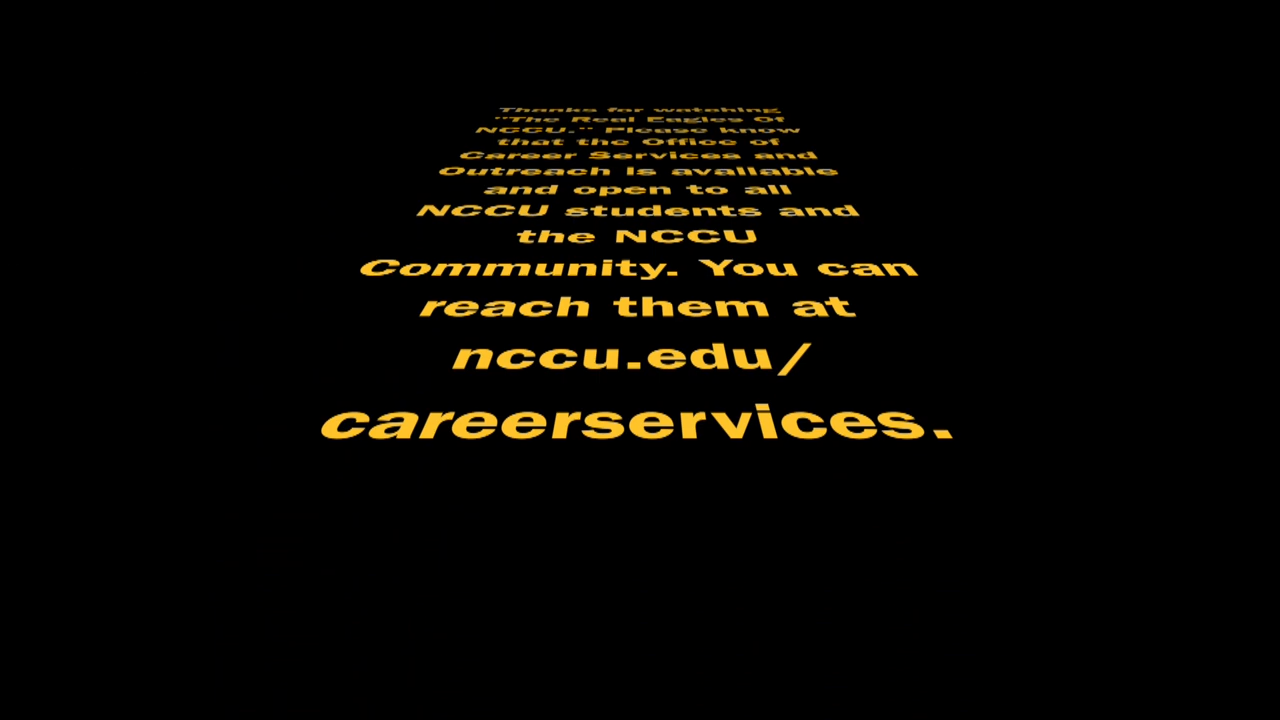 Thanks for watching
"The Real Eagles Of
NCCU." Please know
that the Office of
Career Services and
Outreach is available
and open to all
NCCU students and
the NCCU
Community. You can
reach them at
nccu.edu/
careerservices.